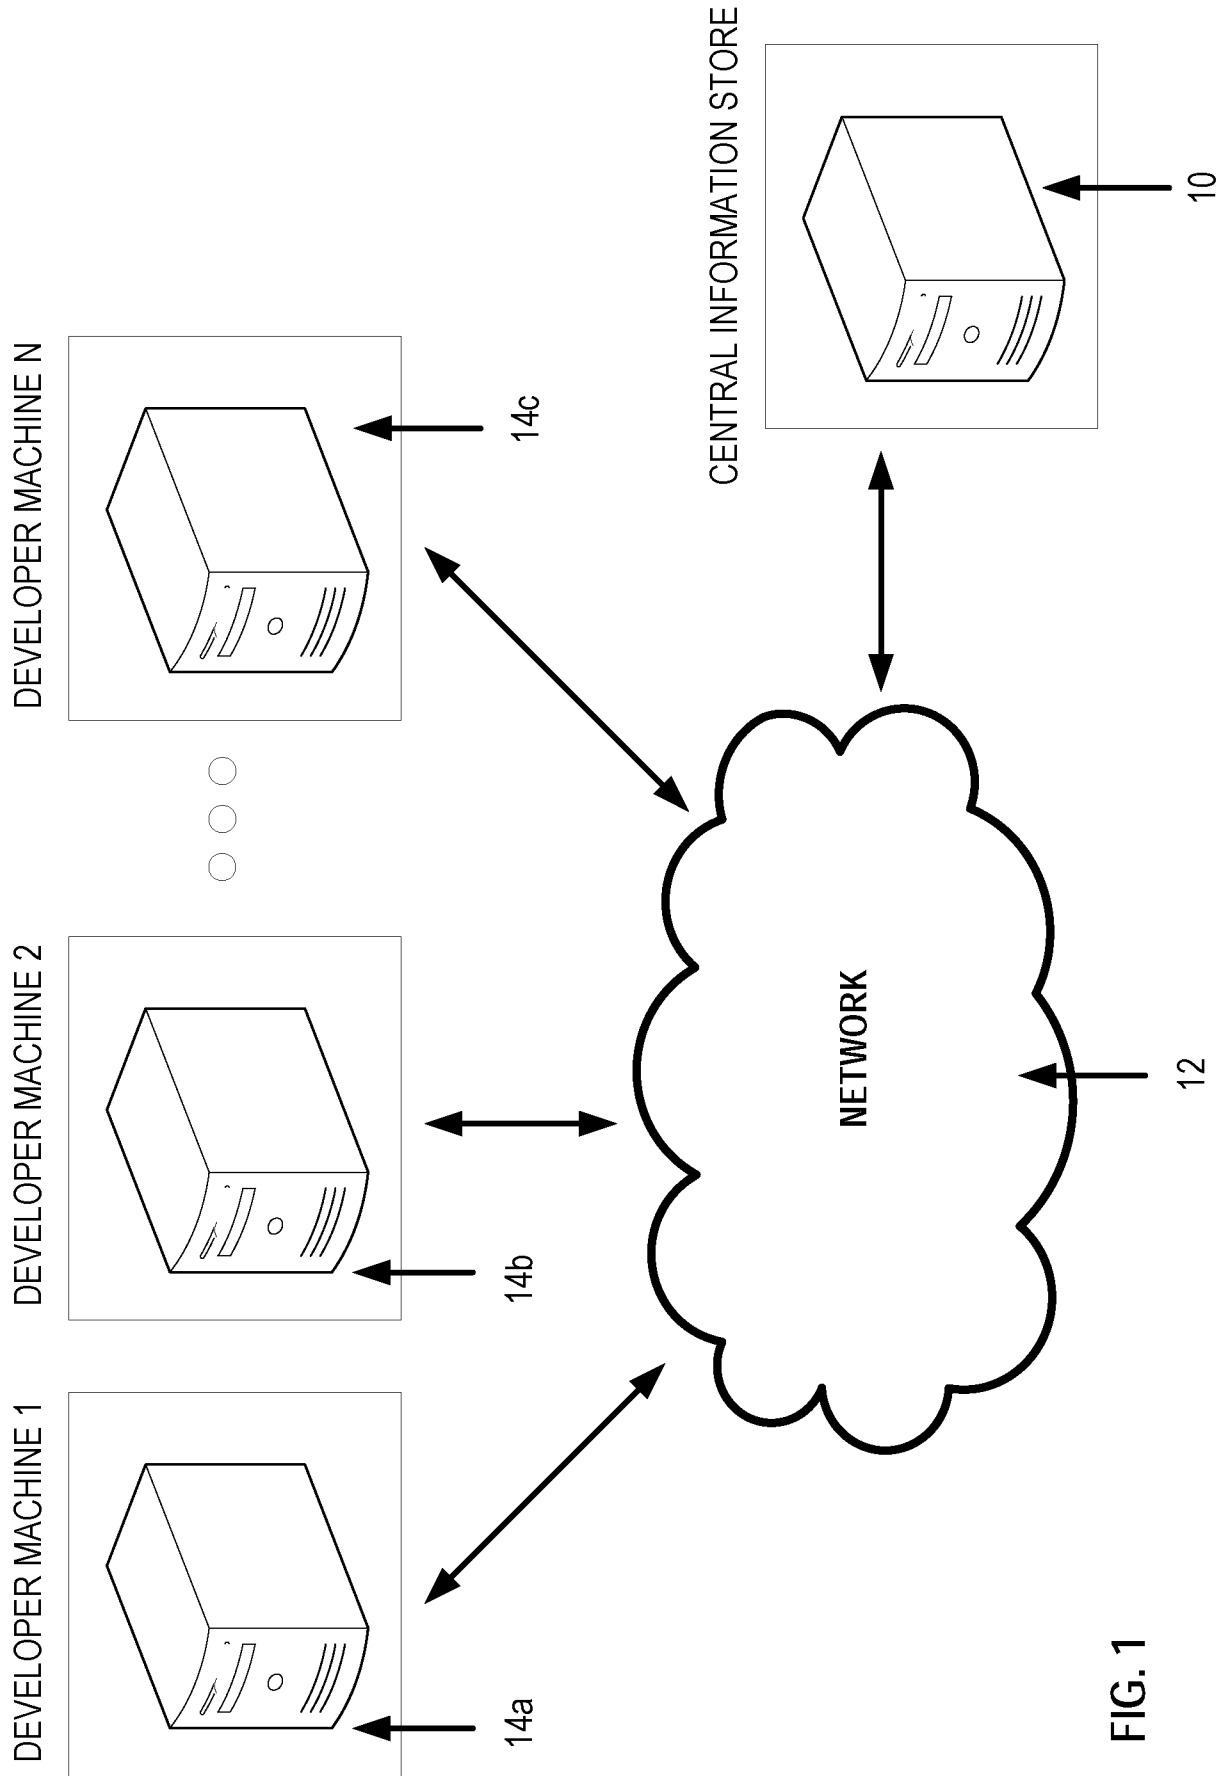 DEVELOPER MACHINE 1
DEVELOPER MACHINE 2
DEVELOPER MACHINE N
14a
14b
14c
CENTRAL INFORMATION STORE
NETWORK
12
10
FIG. 1